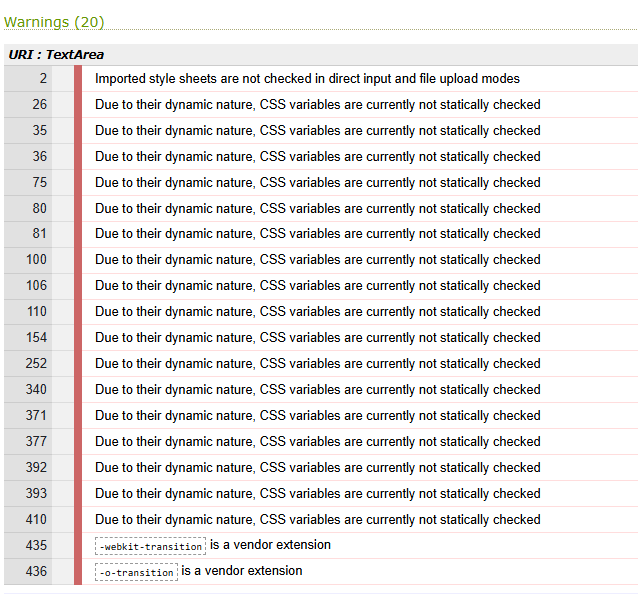 Warnings (20)
URI : TextArea
2 Imported style sheets are not checked in direct input and file upload modes
26 Due to their dynamic nature, CSS variables are currently not statically checked
35 Due to their dynamic nature, CSS variables are currently not statically checked
36 Due to their dynamic nature, CSS variables are currently not statically checked
75 Due to their dynamic nature, CSS variables are currently not statically checked
80 Due to their dynamic nature, CSS variables are currently not statically checked
81 Due to their dynamic nature, CSS variables are currently not statically checked
100 Due to their dynamic nature, CSS variables are currently not statically checked
106 Due to their dynamic nature, CSS variables are currently not statically checked
110 Due to their dynamic nature, CSS variables are currently not statically checked
154 Due to their dynamic nature, CSS variables are currently not statically checked
252 Due to their dynamic nature, CSS variables are currently not statically checked
340 Due to their dynamic nature, CSS variables are currently not statically checked
371 Due to their dynamic nature, CSS variables are currently not statically checked
377 Due to their dynamic nature, CSS variables are currently not statically checked
392 Due to their dynamic nature, CSS variables are currently not statically checked
393 Due to their dynamic nature, CSS variables are currently not statically checked
410 Due to their dynamic nature, CSS variables are currently not statically checked
435 -webkit-transition is a vendor extension
436 -o-transition is a vendor extension